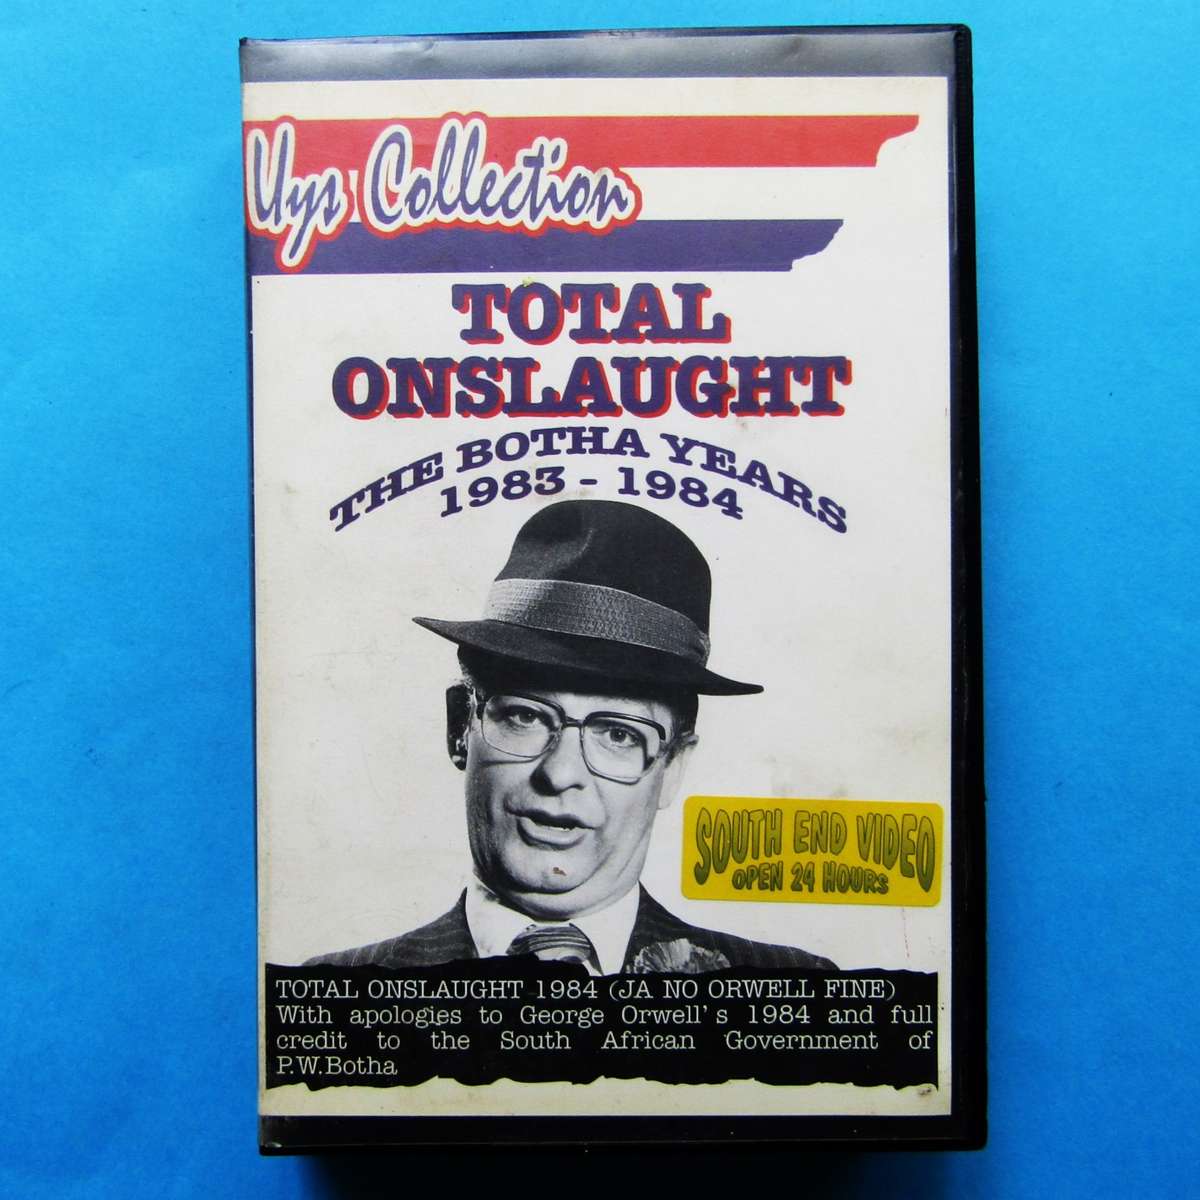 Uys Collection
TOTAL
ONSLAUGHT
THE BOTHA YEARS
1983 - 1984
SOUTH END VIDEO
OPEN 24 HOURS
TOTAL ONSLAUGHT 1984 (JA NO ORWELL FINE)
With apologies to George Orwell's 1984 and full
credit to the South African Government of
P.W.Botha